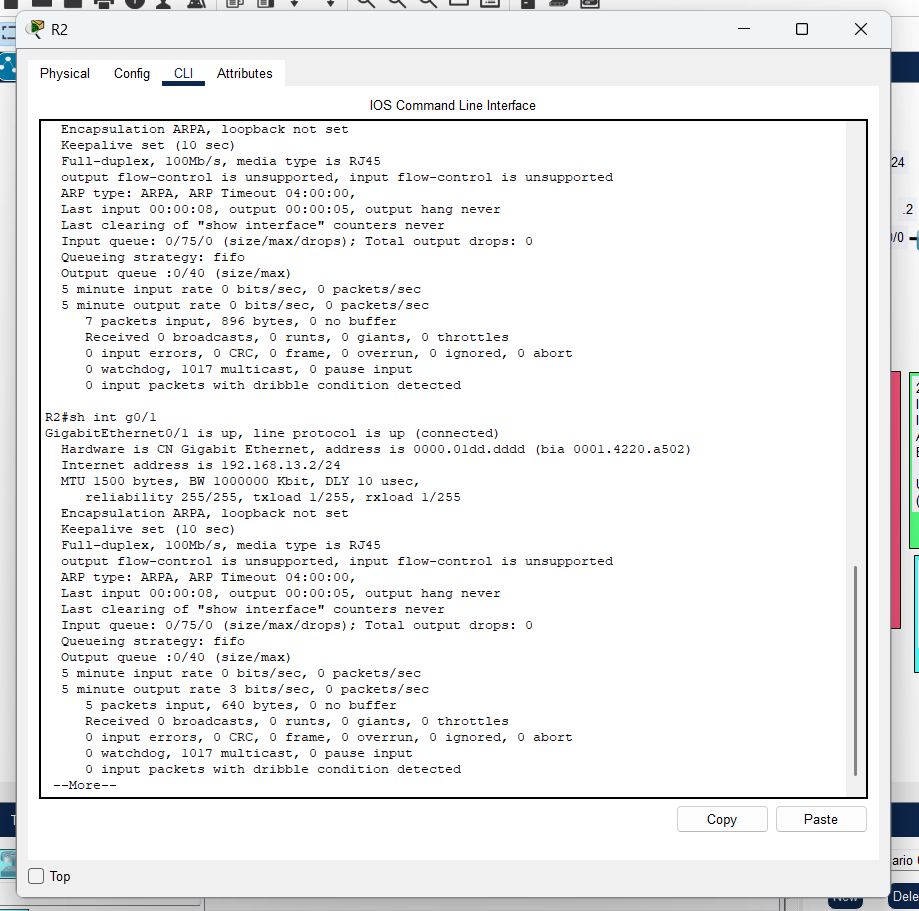 R2
Physical Config CLI Attributes
IOS Command Line Interface
Encapsulation ARPA, loopback not set
Keepalive set (10 sec)
Full-duplex, 100Mb/s, media type is RJ45
output flow-control is unsupported, input flow-control is unsupported
ARP type: ARPA, ARP Timeout 04:00:00,
Last input 00:00:08, output 00:00:05, output hang never
Last clearing of "show interface" counters never
Input queue: 0/75/0 (size/max/drops); Total output drops: 0
Queueing strategy: fifo
Output queue :0/40 (size/max)
5 minute input rate 0 bits/sec, 0 packets/sec
5 minute output rate 0 bits/sec, 0 packets/sec
7 packets input, 896 bytes, 0 no buffer
Received 0 broadcasts, 0 runts, 0 giants, 0 throttles
0 input errors, 0 CRC, 0 frame, 0 overrun, 0 ignored, 0 abort
0 watchdog, 1017 multicast, 0 pause input
0 input packets with dribble condition detected
R2#sh int g0/1
GigabitEthernet0/1 is up, line protocol is up (connected)
Hardware is CN Gigabit Ethernet, address is 0000.01dd.dddd (bia 0001.4220.a502)
Internet address is 192.168.13.2/24
MTU 1500 bytes, BW 1000000 Kbit, DLY 10 usec,
reliability 255/255, txload 1/255, rxload 1/255
Encapsulation ARPA, loopback not set
Keepalive set (10 sec)
Full-duplex, 100Mb/s, media type is RJ45
output flow-control is unsupported, input flow-control is unsupported
ARP type: ARPA, ARP Timeout 04:00:00,
Last input 00:00:08, output 00:00:05, output hang never
Last clearing of "show interface" counters never
Input queue: 0/75/0 (size/max/drops); Total output drops: 0
Queueing strategy: fifo
Output queue :0/40 (size/max)
5 minute input rate 0 bits/sec, 0 packets/sec
5 minute output rate 3 bits/sec, 0 packets/sec
5 packets input, 640 bytes, 0 no buffer
Received 0 broadcasts, 0 runts, 0 giants, 0 throttles
0 input errors, 0 CRC, 0 frame, 0 overrun, 0 ignored, 0 abort
0 watchdog, 1017 multicast, 0 pause input
0 input packets with dribble condition detected
--More--
Copy Paste
Top
24
.2
/0
ario
New Dele